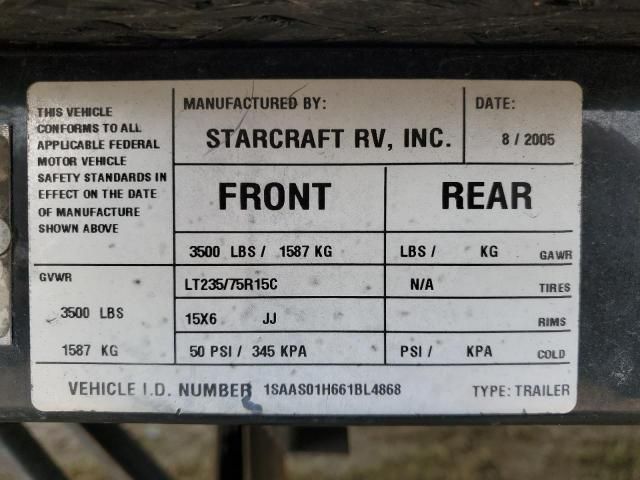 THIS VEHICLE
CONFORMS TO ALL
APPLICABLE FEDERAL
MOTOR VEHICLE
SAFETY STANDARDS IN
EFFECT ON THE DATE
OF MANUFACTURE
SHOWN ABOVE
MANUFACTURED BY:
STARCRAFT RV, INC.
DATE:
8 / 2005
FRONT
REAR
3500 LBS / 1587 KG
LBS / KG GAWR
GVWR
3500 LBS
1587 KG
LT235/75R15C
N/A TIRES
15X6 JJ
RIMS
50 PSI / 345 KPA
PSI / KPA COLD
VEHICLE I.D. NUMBER 1SAAS01H661BL4868 TYPE: TRAILER